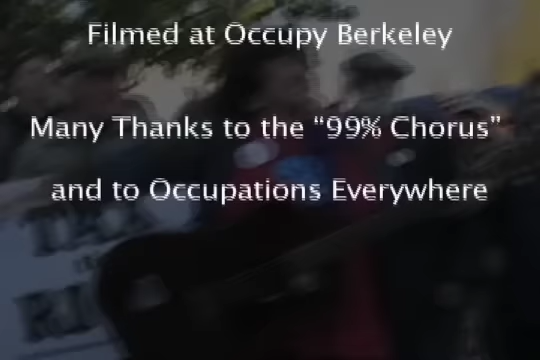 Filmed at Occupy Berkeley
Many Thanks to the “99% Chorus”
and to Occupations Everywhere